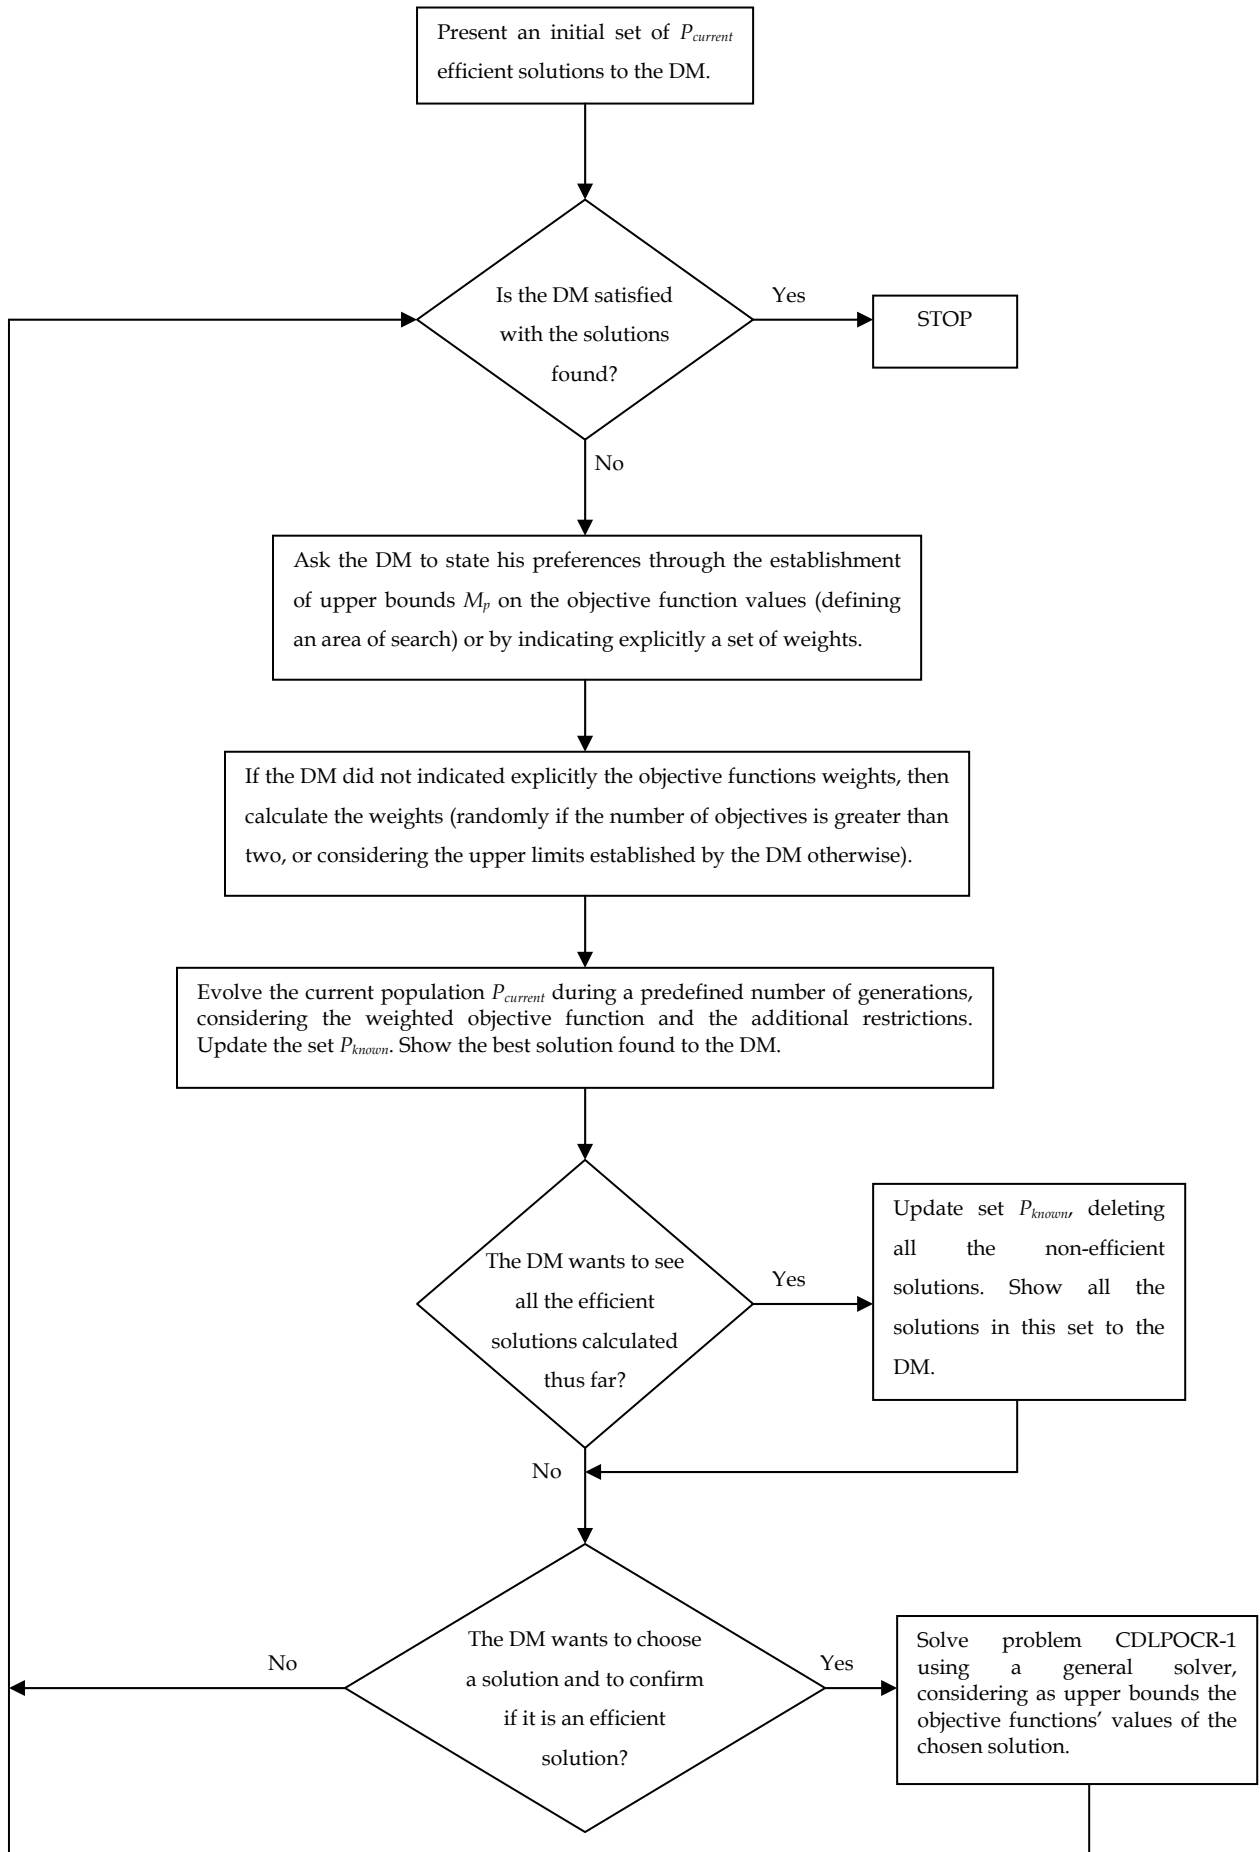 Present an initial set of Pcurrent
efficient solutions to the DM.
Is the DM satisfied
with the solutions
found?
Yes
STOP
No
Ask the DM to state his preferences through the establishment
of upper bounds Mp on the objective function values (defining
an area of search) or by indicating explicitly a set of weights.
If the DM did not indicated explicitly the objective functions weights, then
calculate the weights (randomly if the number of objectives is greater than
two, or considering the upper limits established by the DM otherwise).
Evolve the current population Pcurrent during a predefined number of generations,
considering the weighted objective function and the additional restrictions.
Update the set Pknown. Show the best solution found to the DM.
The DM wants to see
all the efficient
solutions calculated
thus far?
Yes
Update set Pknown, deleting
all the non-efficient
solutions. Show all the
solutions in this set to the
DM.
No
The DM wants to choose
a solution and to confirm
if it is an efficient
solution?
No
Yes
Solve problem CDLPOCR-1
using a general solver,
considering as upper bounds the
objective functions' values of the
chosen solution.